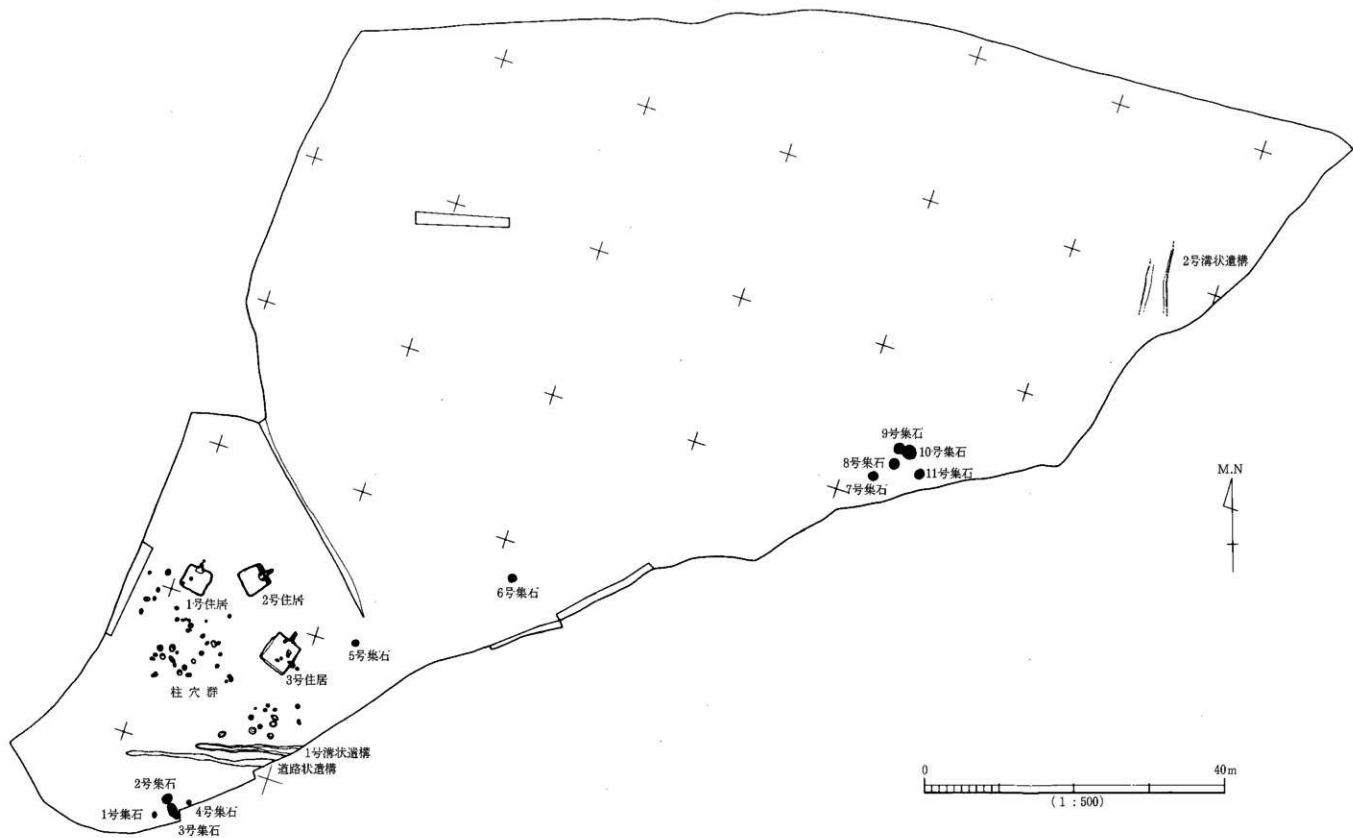 2号溝状遺構
9号集石
10号集石
8号集石
11号集石
7号集石
M.N
6号集石
1号住居
2号住居
5号集石
3号住居
柱穴群
1号溝状遺構
道路状遺構
2号集石
4号集石
1号集石
3号集石
0 40m
(1:500)